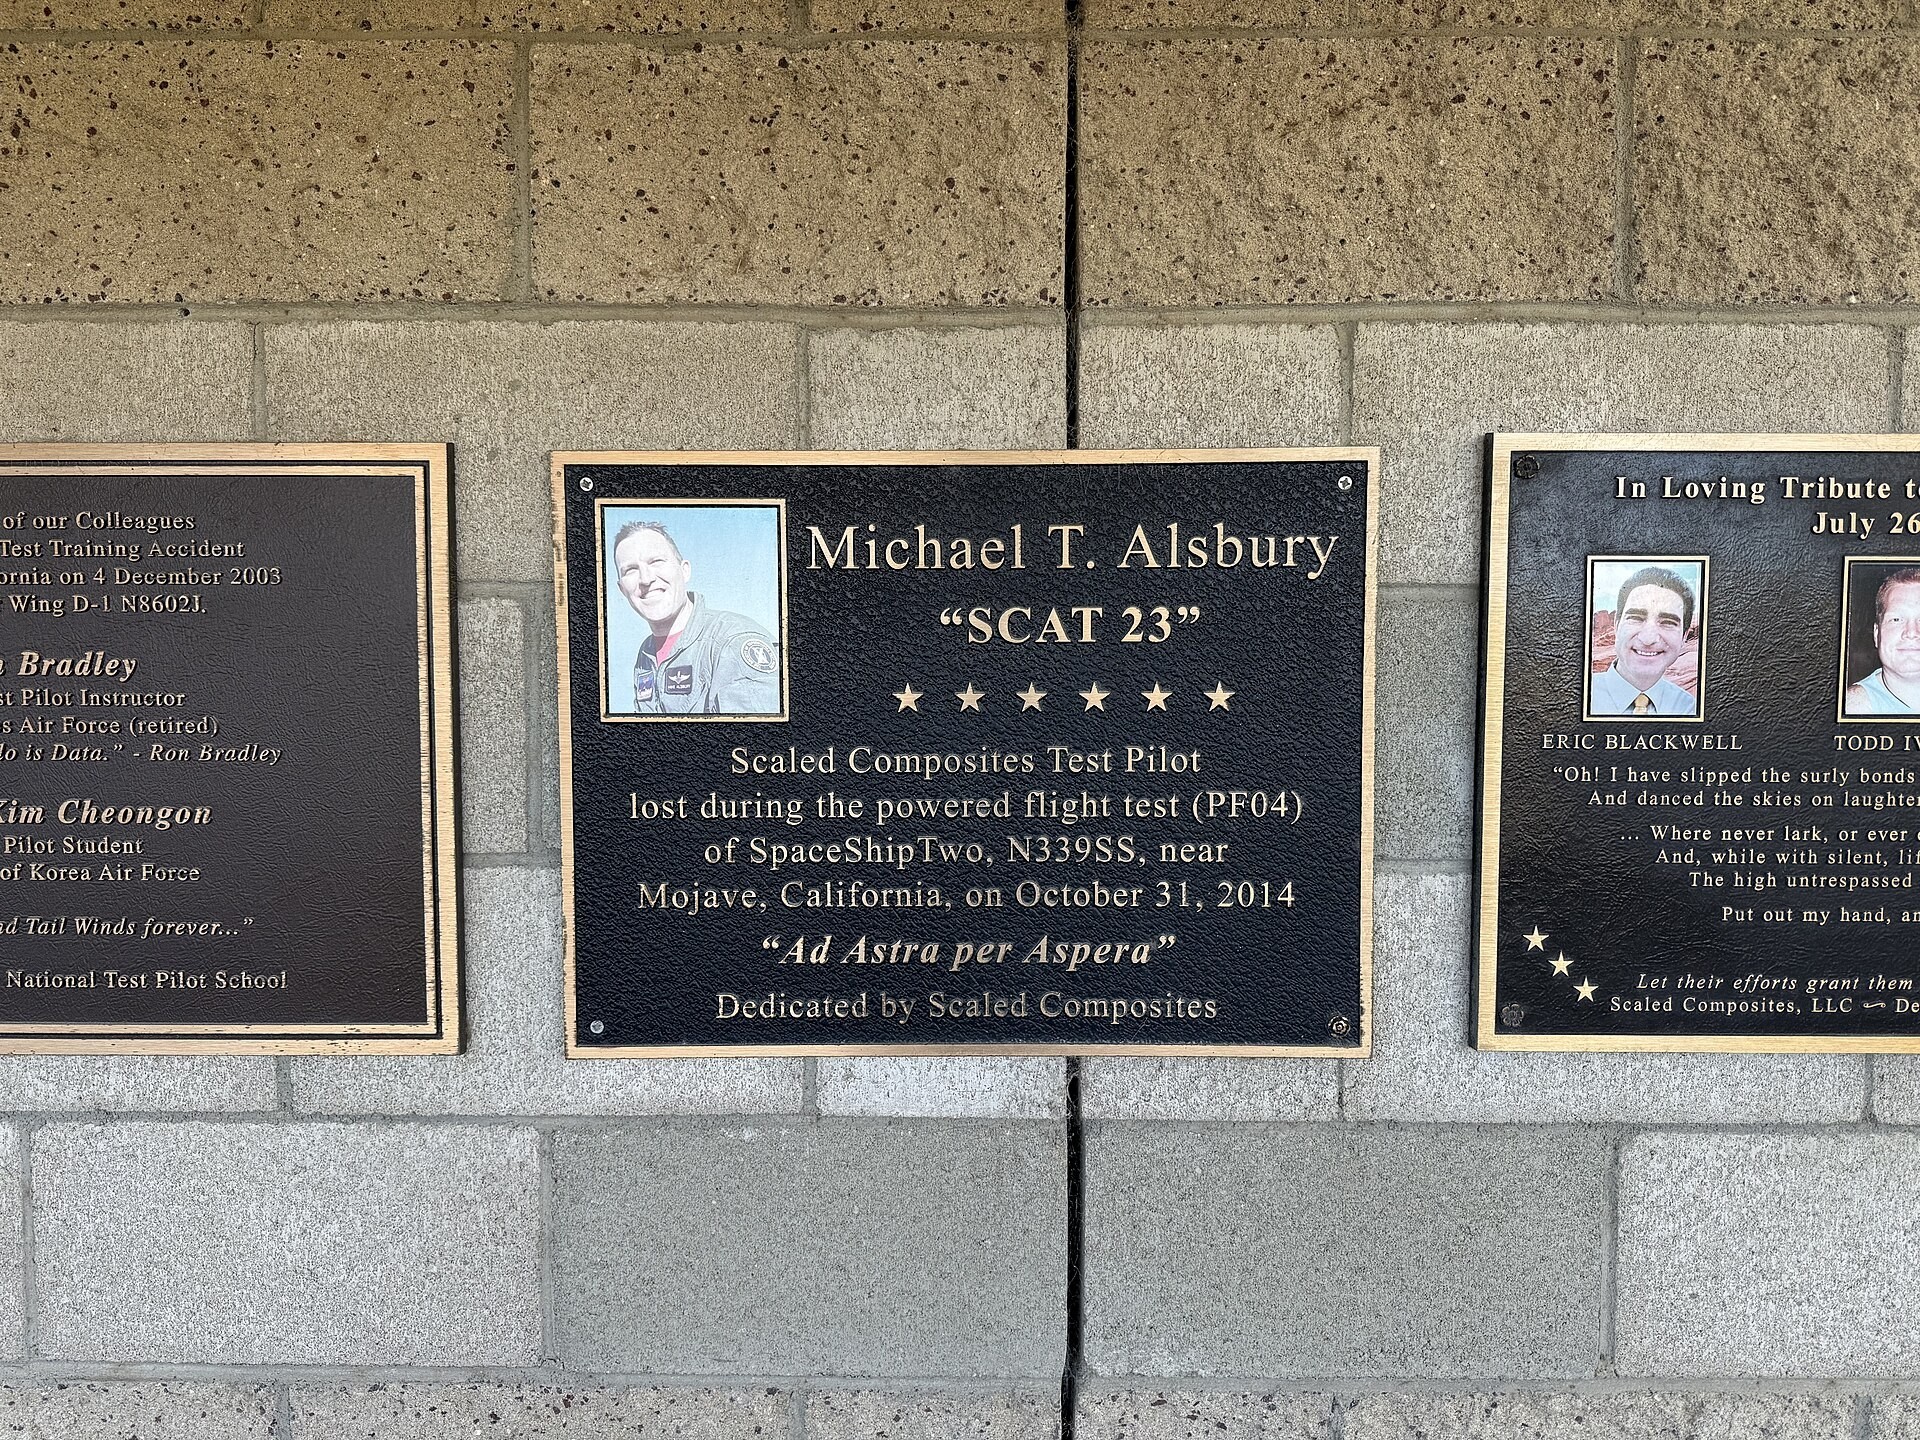 of our Colleagues
Test Training Accident
ornia on 4 December 2003
Wing D-1 N8602J.
Bradley
st Pilot Instructor
s Air Force (retired)
do is Data." - Ron Bradley
Kim Cheongon
Pilot Student
of Korea Air Force
nd Tail Winds forever..."
National Test Pilot School
Michael T. Alsbury
"SCAT 23"
Scaled Composites Test Pilot
lost during the powered flight test (PF04)
of SpaceShipTwo, N339SS, near
Mojave, California, on October 31, 2014
"Ad Astra per Aspera"
Dedicated by Scaled Composites
In Loving Tribute to
July 26
ERIC BLACKWELL
TODD IV
"Oh! I have slipped the surly bonds
And danced the skies on laughter
... Where never lark, or ever
And, while with silent, lif
The high untrespassed
Put out my hand, an
Let their efforts grant them
Scaled Composites, LLC ~ De